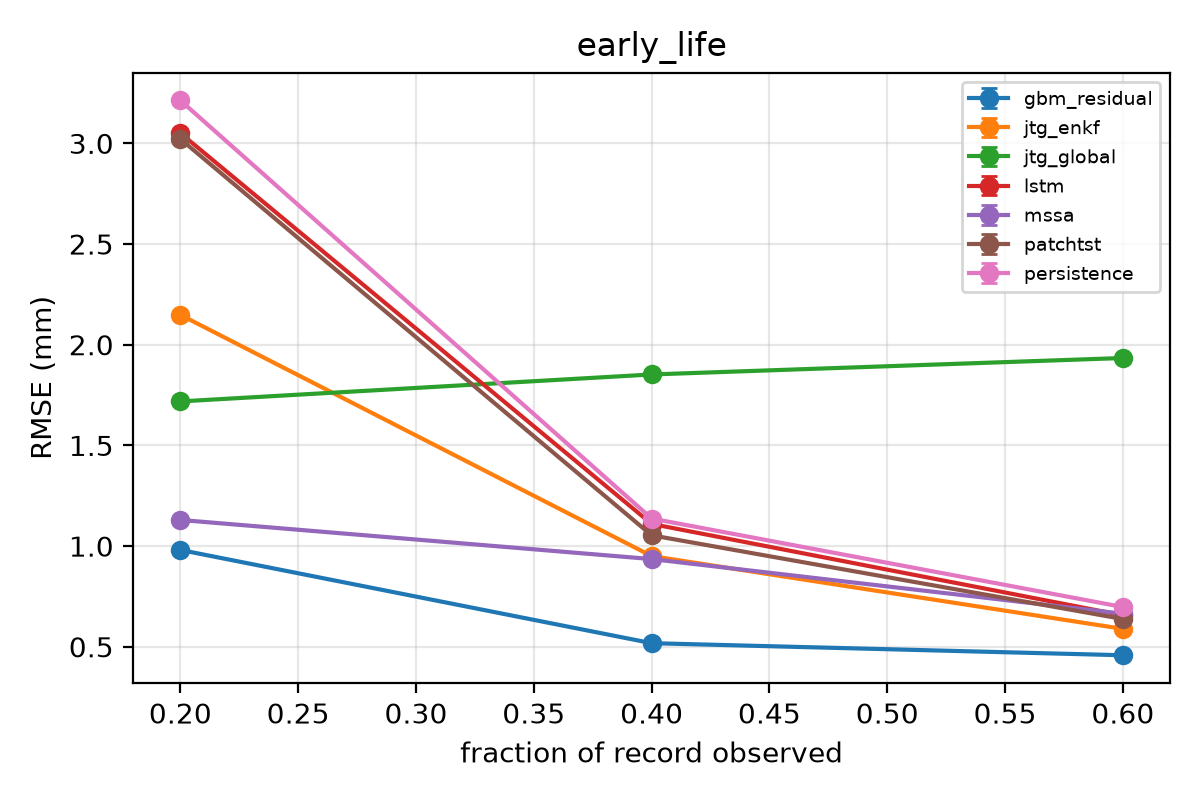 early_life
RMSE (mm)
3.0
2.5
2.0
1.5
1.0
0.5
gbm_residual
jtg_enkf
jtg_global
lstm
mssa
patchtst
persistence
0.20 0.25 0.30 0.35 0.40 0.45 0.50 0.55 0.60
fraction of record observed